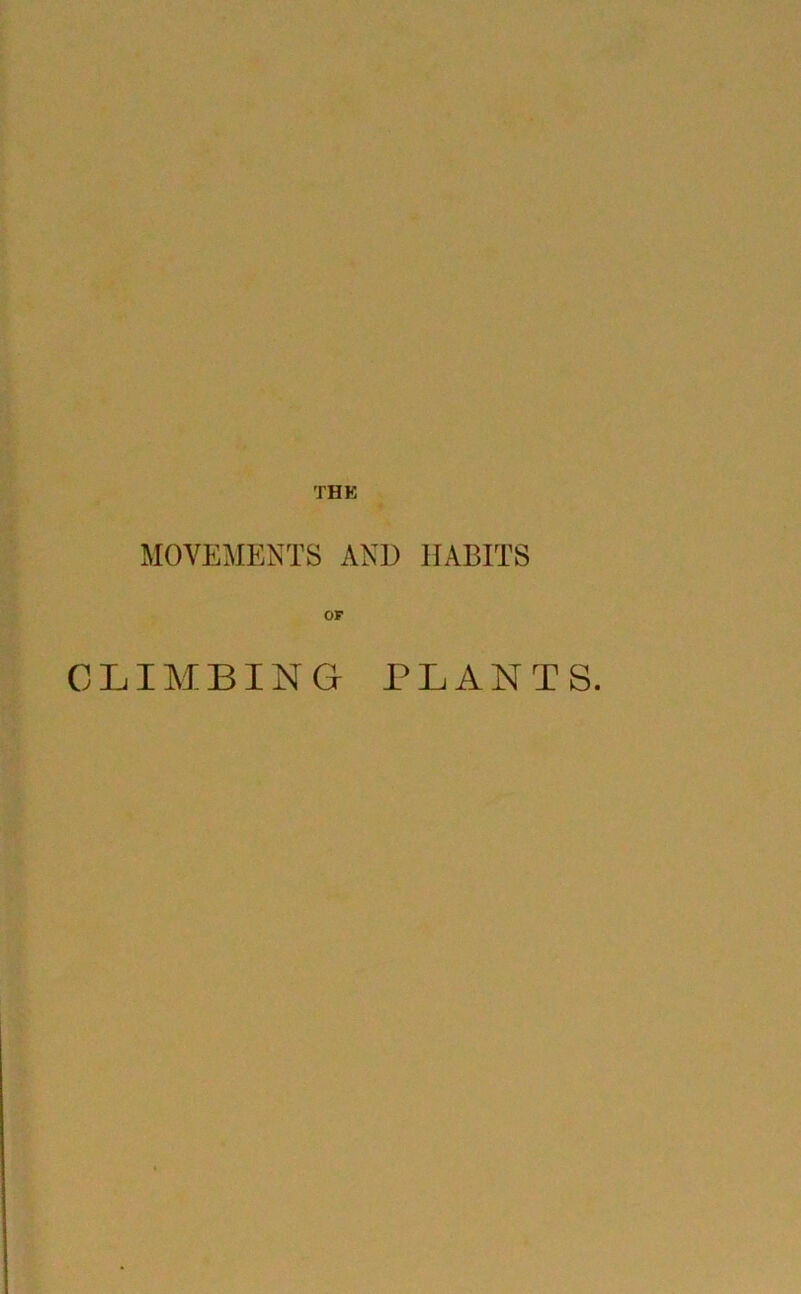 THE
MOVEMENTS AND HABITS
OF
CLIMBING PLANTS.